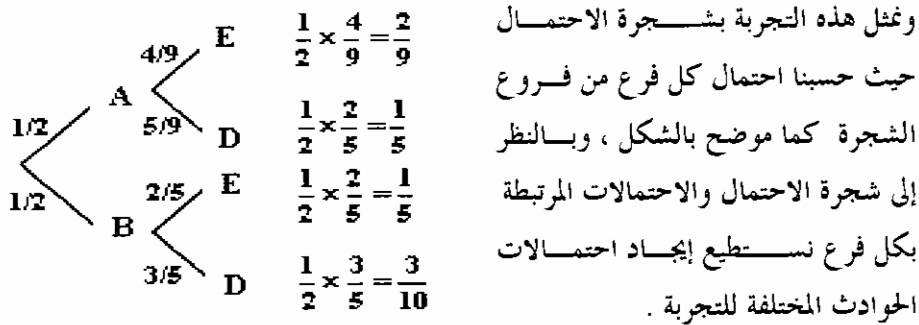 ونمثل هذه التجربة بشجرة الاحتمال
حيث حسبنا احتمال كل فرع من فروع
الشجرة كما موضح بالشكل ، وبالنظر
إلى شجرة الاحتمال والاحتمالات المرتبطة
بكل فرع نستطيع إيجاد احتمالات
الحوادث المختلفة للتجربة .
4/9 E 1/2 × 4/9 = 2/9
1/2 A
5/9 D 1/2 × 2/5 = 1/5
1/2 B
2/5 E 1/2 × 2/5 = 1/5
3/5 D 1/2 × 3/5 = 3/10